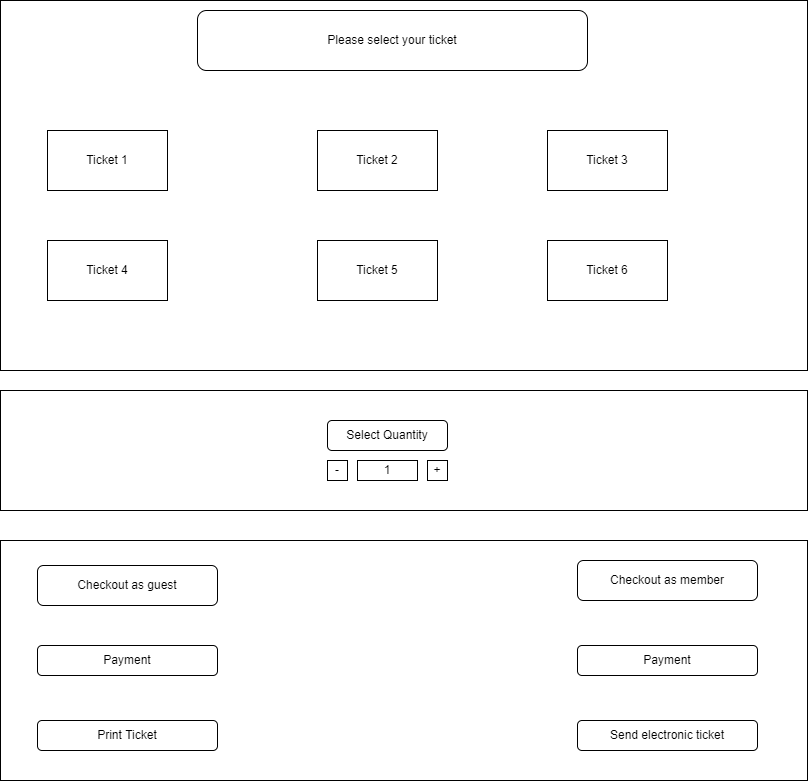 Please select your ticket
Ticket 1
Ticket 2
Ticket 3
Ticket 4
Ticket 5
Ticket 6
Select Quantity
- 1 +
Checkout as guest
Checkout as member
Payment
Payment
Print Ticket
Send electronic ticket